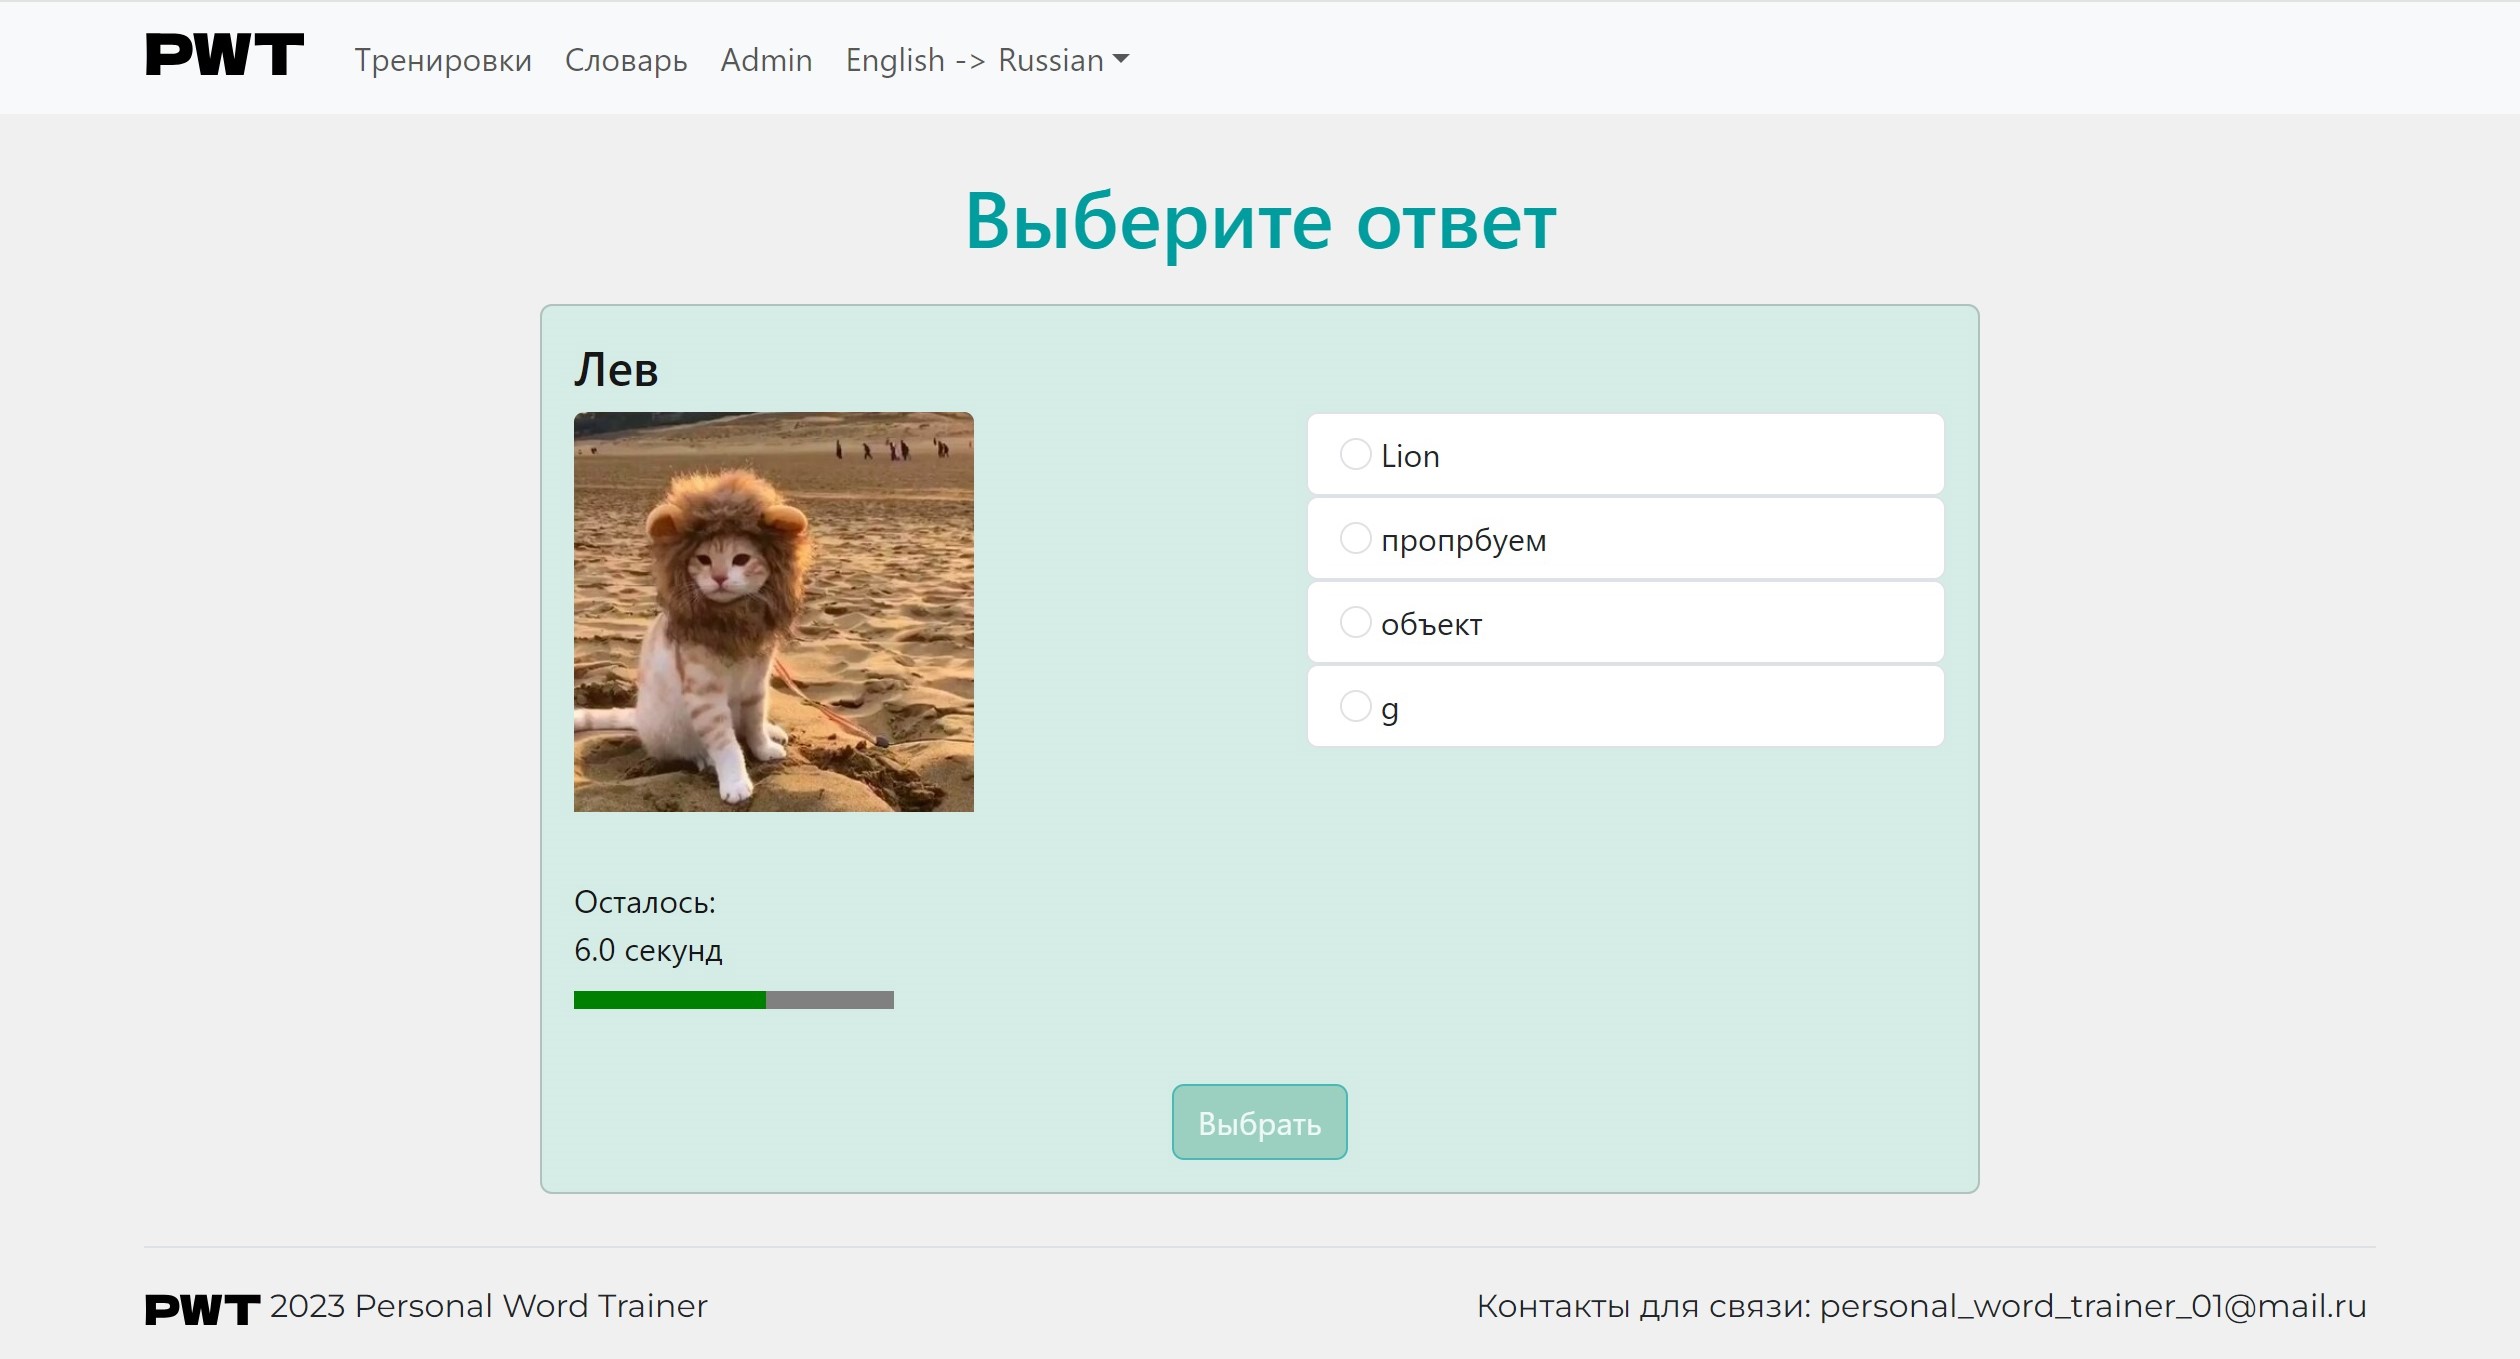 PWT Тренировки Словарь Admin English -> Russian
Выберите ответ
Лев
Lion
пропрбуем
объект
g
Осталось:
6.0 секунд
Выбрать
PWT 2023 Personal Word Trainer
Контакты для связи: personal_word_trainer_01@mail.ru